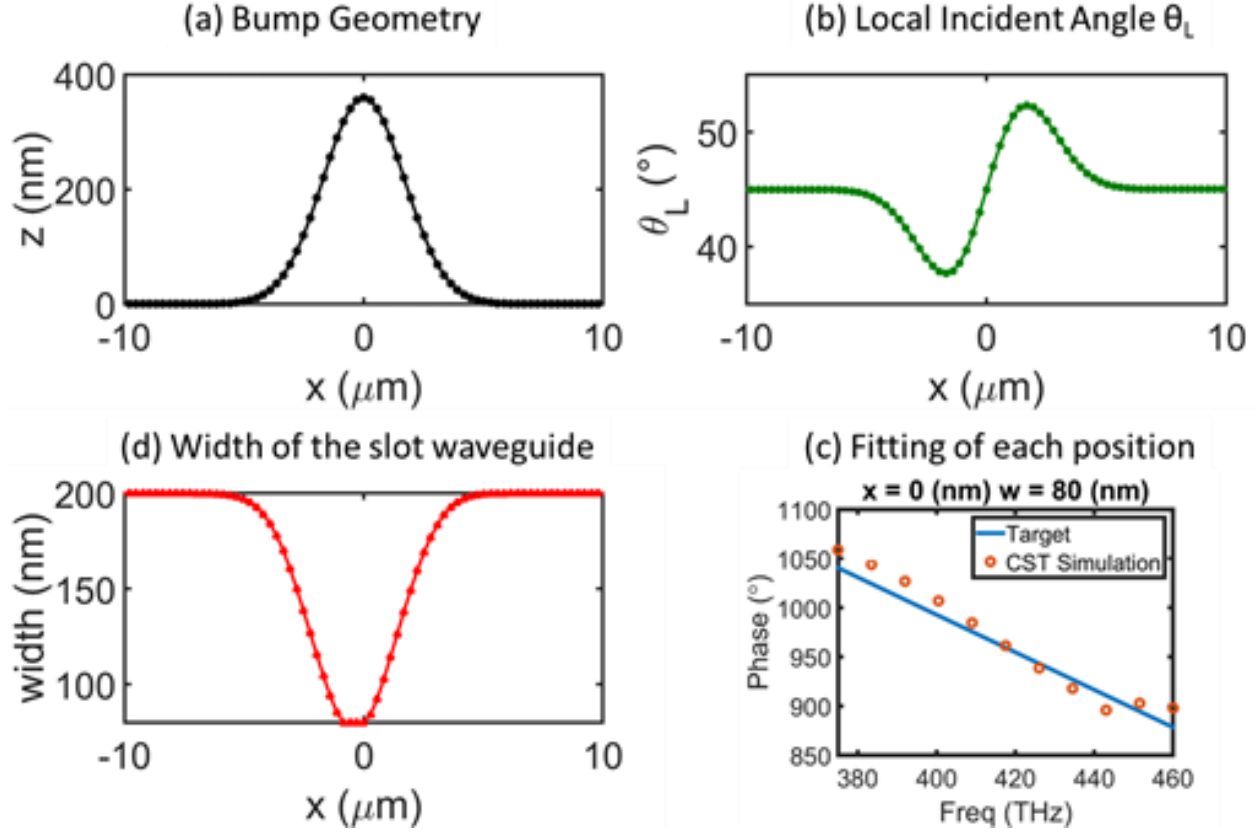 (a) Bump Geometry
400
200
0
z (nm)
-10 0 10
x (μm)
(b) Local Incident Angle θL
50
40
θL (°)
-10 0 10
x (μm)
(d) Width of the slot waveguide
200
150
100
width (nm)
-10 0 10
x (μm)
(c) Fitting of each position
x = 0 (nm) w = 80 (nm)
1100
1050
1000
950
900
850
Phase (°)
Target
CST Simulation
380 400 420 440 460
Freq (THz)